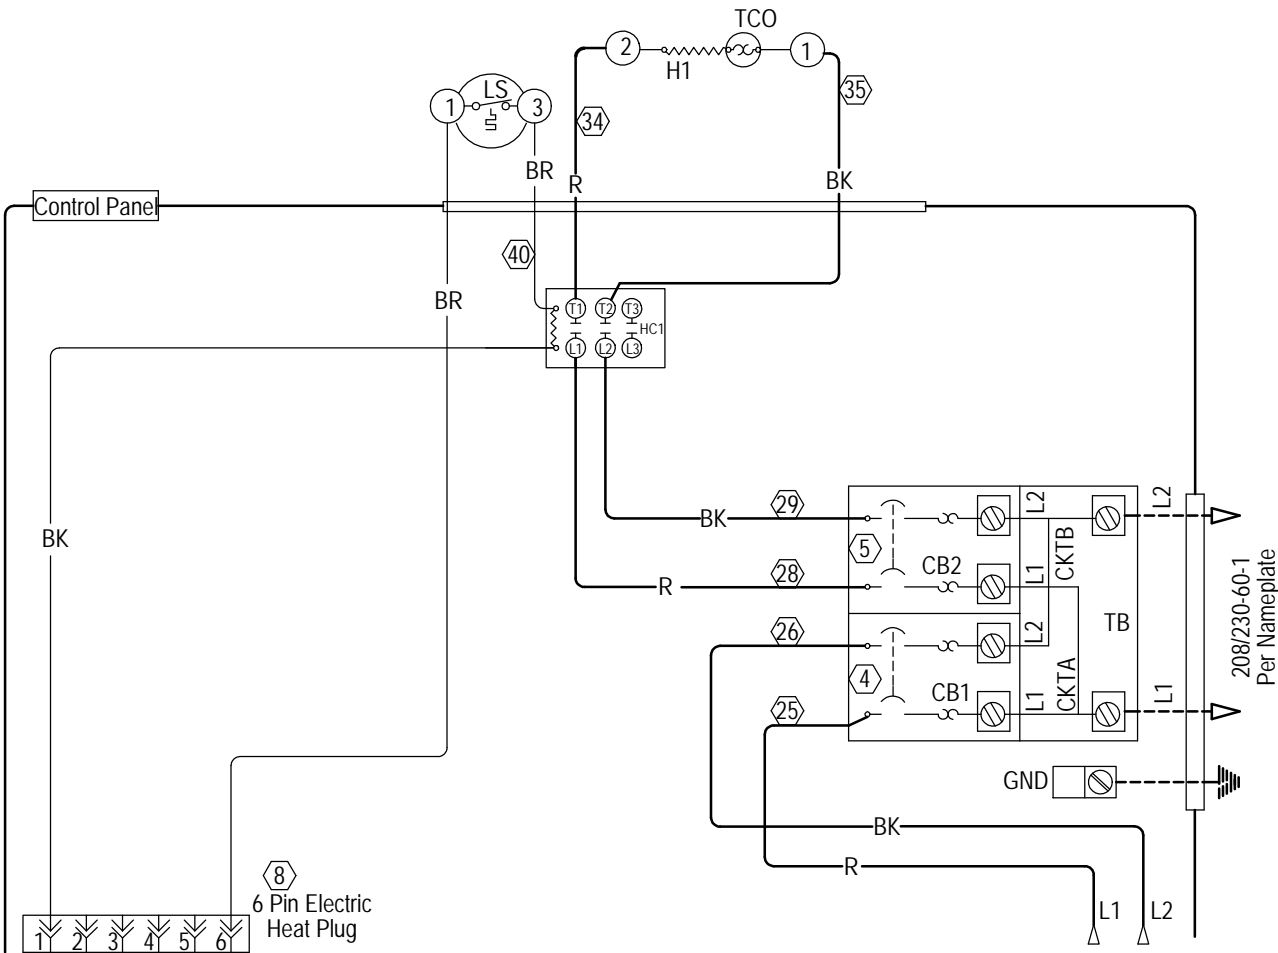 TCO
2
1
H1
35
LS
1
3
34
BR
R
BK
Control Panel
40
BR
T1 T2 T3
HC1
L1 L2 L3
BK
BK
29
L2
L2
5
CKTB
CB2
L1
R
28
TB
26
L2
4
CKTA
CB1
L1
L1
25
208/230-60-1
Per Nameplate
GND
BK
R
8
6 Pin Electric
Heat Plug
L1
L2
1 2 3 4 5 6